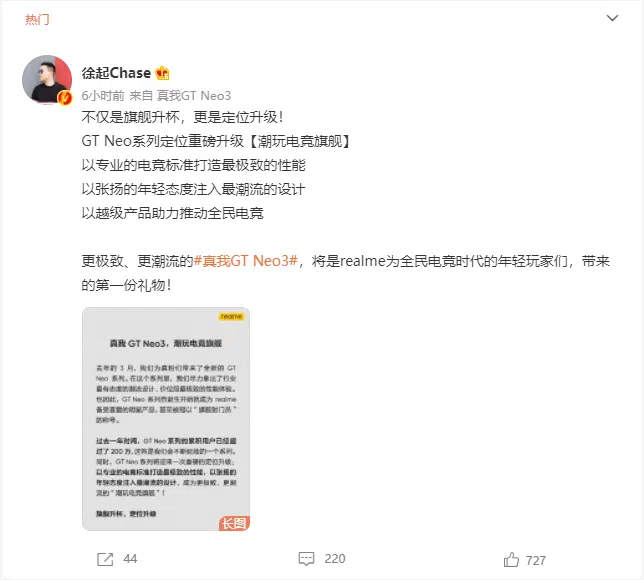 热门
徐起Chase
6小时前 来自 真我GT Neo3
不仅是旗舰升杯，更是定位升级！
GT Neo系列定位重磅升级【潮玩电竞旗舰】
以专业的电竞标准打造最极致的性能
以张扬的年轻态度注入最潮流的设计
以越级产品助力推动全民电竞
更极致、更潮流的#真我GT Neo3#，将是realme为全民电竞时代的年轻玩家们，带来
的第一份礼物！
realme
真我 GT Neo3，潮玩电竞旗舰
去年的 3 月，我们为真粉们带来了全新的 GT
Neo 系列。在这个系列里，我们尽力拿出了行业
最有态度的潮流设计、价位段最极致的性能体验。
也因此，GT Neo 系列自诞生开始就成为 realme
备受喜爱的明星产品，甚至被冠以“
的称号。
过去一年时间，GT Neo 系列的累积用户已经超
过了 200 万，这将是我们会不断延续的一个系列。
同时，GT Neo 系列将迎来一次重磅的定位升级：
以专业的电竞标准打造最极致的性能，以张扬的
年轻态度注入最潮流的设计，成为更极致、更潮
流的“潮玩电竞旗舰”！
旗舰升杯，定位升级
长图
44
220
727